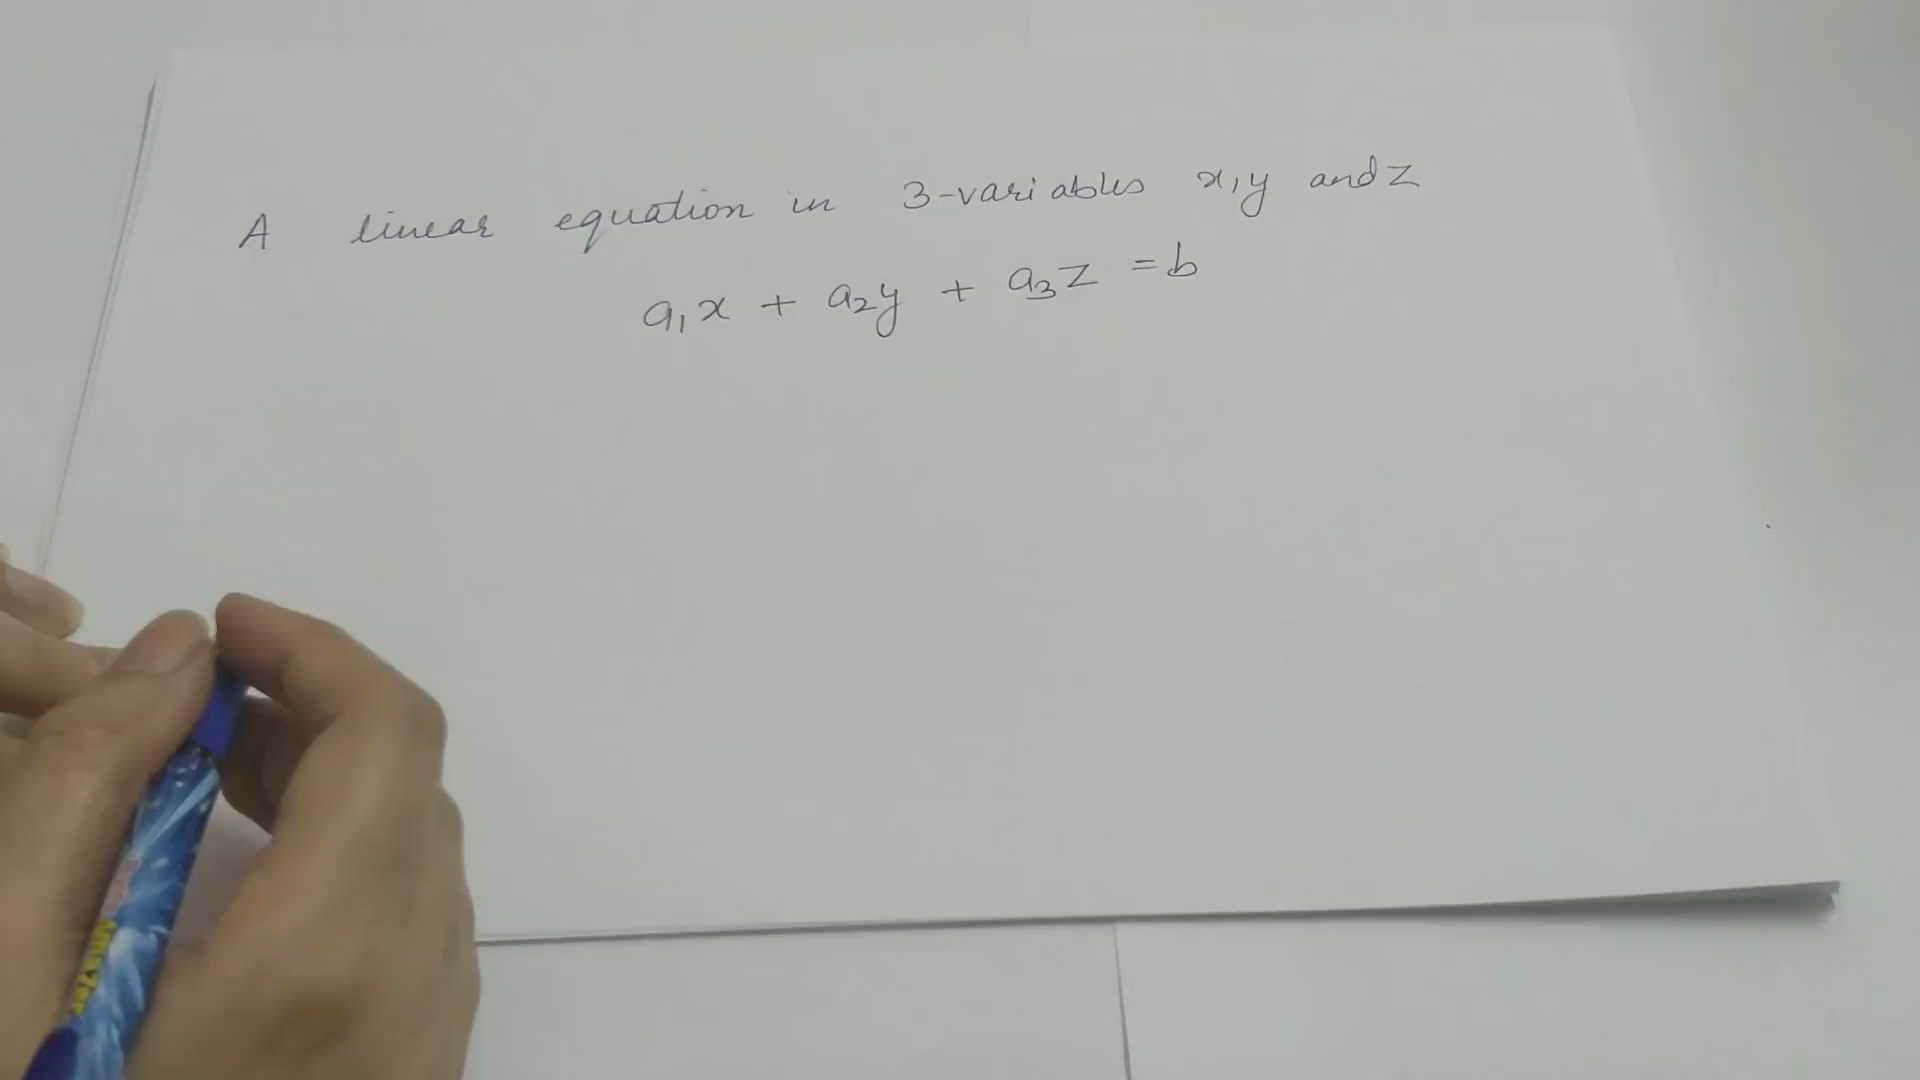 A linear equation in 3-variables x, y and z
a₁x + a₂y + a₃z = b